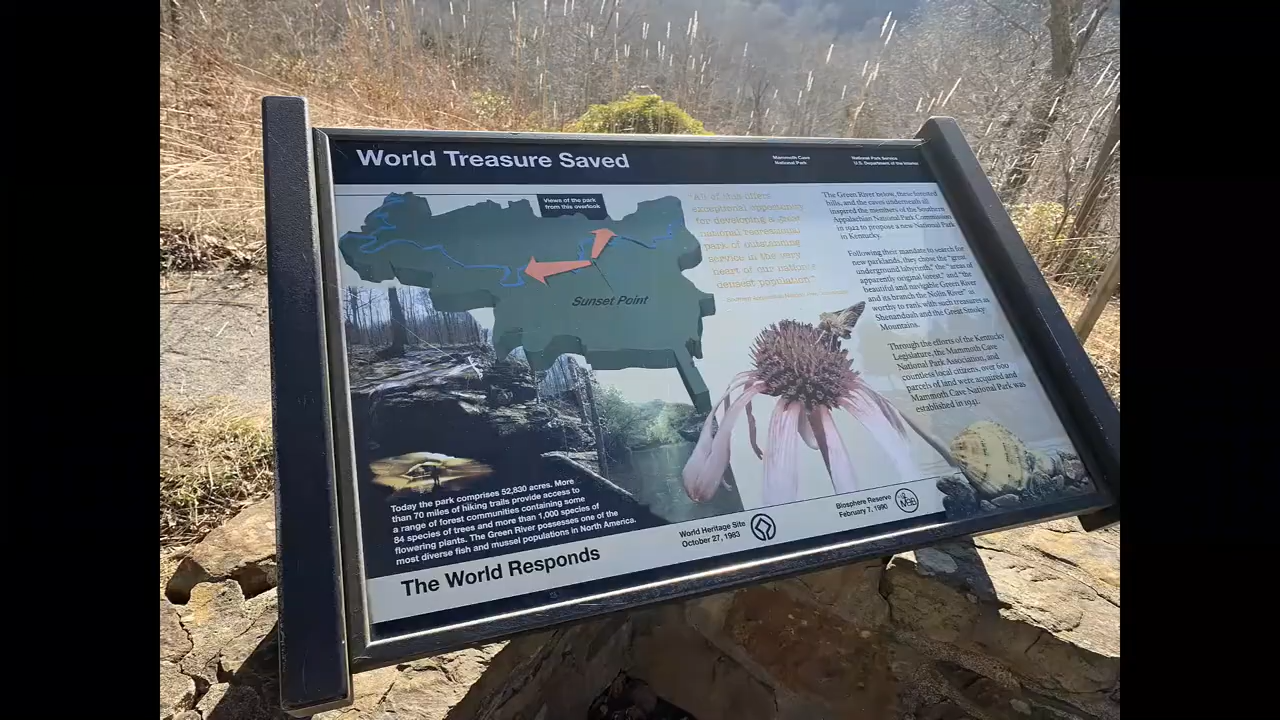 World Treasure Saved
Mammoth Cave
National Park
National Park Service
U.S. Department of the Interior
Views of the park
from this overlook
Sunset Point
exceptional opportunity
for developing a great
national recreational
park of outstanding
service in the very
heart of our nation's
densest population."
The Green River below, these forested
hills, and the caves underneath all
inspired the members of the Southern
Appalachian National Park Commission
in 1922 to propose a new National Park
in Kentucky.
Following their mandate to search for
new parklands, they chose the "great
underground labyrinth," the "areas of
apparently original forest," and "the
beautiful and navigable Green River
and its branch the Nolin River" as
worthy to rank with such treasures as
Shenandoah and the Great Smoky
Mountains.
Through the efforts of the Kentucky
Legislature, the Mammoth Cave
National Park Association, and
countless local citizens, over 600
parcels of land were acquired and
Mammoth Cave National Park was
established in 1941.
Today the park comprises 52,830 acres. More
than 70 miles of hiking trails provide access to
a range of forest communities containing some
84 species of trees and more than 1,000 species of
flowering plants. The Green River possesses one of the
most diverse fish and mussel populations in North America.
The World Responds
World Heritage Site
October 27, 1983
Biosphere Reserve
February 7, 1990
MAB